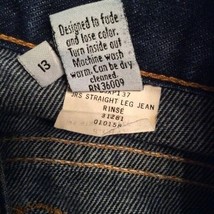 Designed to fade
and lose color.
Turn inside out
Machine wash
warm. Can be dry
cleaned.
RN 36009
13
JRS STRAIGHT LEG JEAN
RINSE
31281